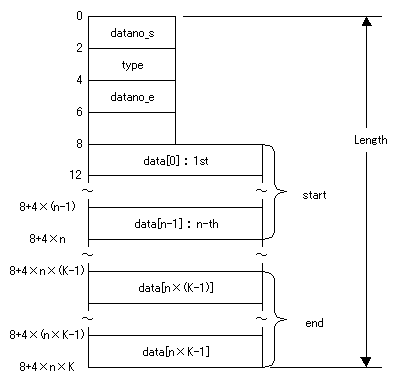 0
datano_s
2
type
4
datano_e
6
8
data[0] : 1st
12
Length
start
~ ~
8+4×(n-1)
data[n-1] : n-th
8+4×n
~ ~
8+4×n×(K-1)
data[n×(K-1)]
end
~ ~
8+4×(n×K-1)
data[n×K-1]
8+4×n×K